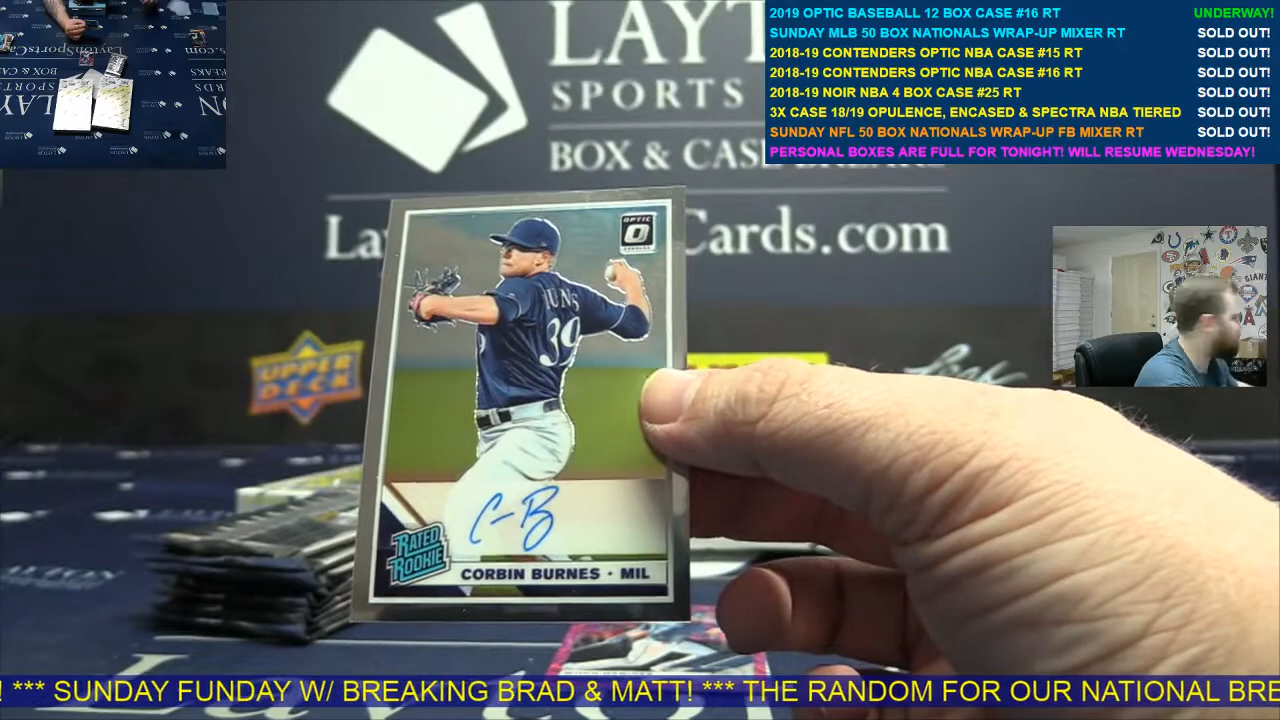 2019 OPTIC BASEBALL 12 BOX CASE #16 RT UNDERWAY!
SUNDAY MLB 50 BOX NATIONALS WRAP-UP MIXER RT SOLD OUT!
2018-19 CONTENDERS OPTIC NBA CASE #15 RT SOLD OUT!
2018-19 CONTENDERS OPTIC NBA CASE #16 RT SOLD OUT!
2018-19 NOIR NBA 4 BOX CASE #25 RT SOLD OUT!
3X CASE 18/19 OPULENCE, ENCASED & SPECTRA NBA TIERED SOLD OUT!
SUNDAY NFL 50 BOX NATIONALS WRAP-UP FB MIXER RT SOLD OUT!
PERSONAL BOXES ARE FULL FOR TONIGHT! WILL RESUME WEDNESDAY!
LAYT
SPORTS
BOX & CASE
Lay
Cards.com
OPTIC
39
UPPER
DECK
RATED
ROOKIE
CORBIN BURNES · MIL
! *** SUNDAY FUNDAY W/ BREAKING BRAD & MATT! *** THE RANDOM FOR OUR NATIONAL BRE